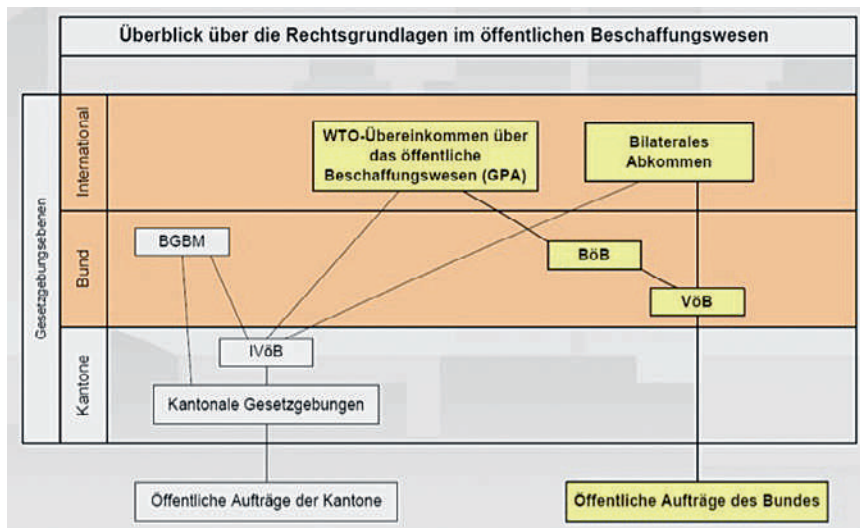 Überblick über die Rechtsgrundlagen im öffentlichen Beschaffungswesen
Gesetzgebungsebenen
International
WTO-Übereinkommen über
das öffentliche
Beschaffungswesen (GPA)
Bilaterales
Abkommen
Bund
BGBM
BöB
VöB
Kantone
IVöB
Kantonale Gesetzgebungen
Öffentliche Aufträge der Kantone
Öffentliche Aufträge des Bundes